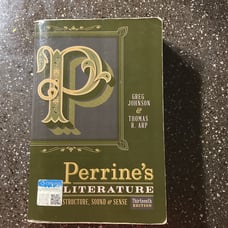 P
GREG
JOHNSON
&
THOMAS
R. ARP
Perrine's
LITERATURE
STRUCTURE, SOUND & SENSE
Thirteenth
EDITION